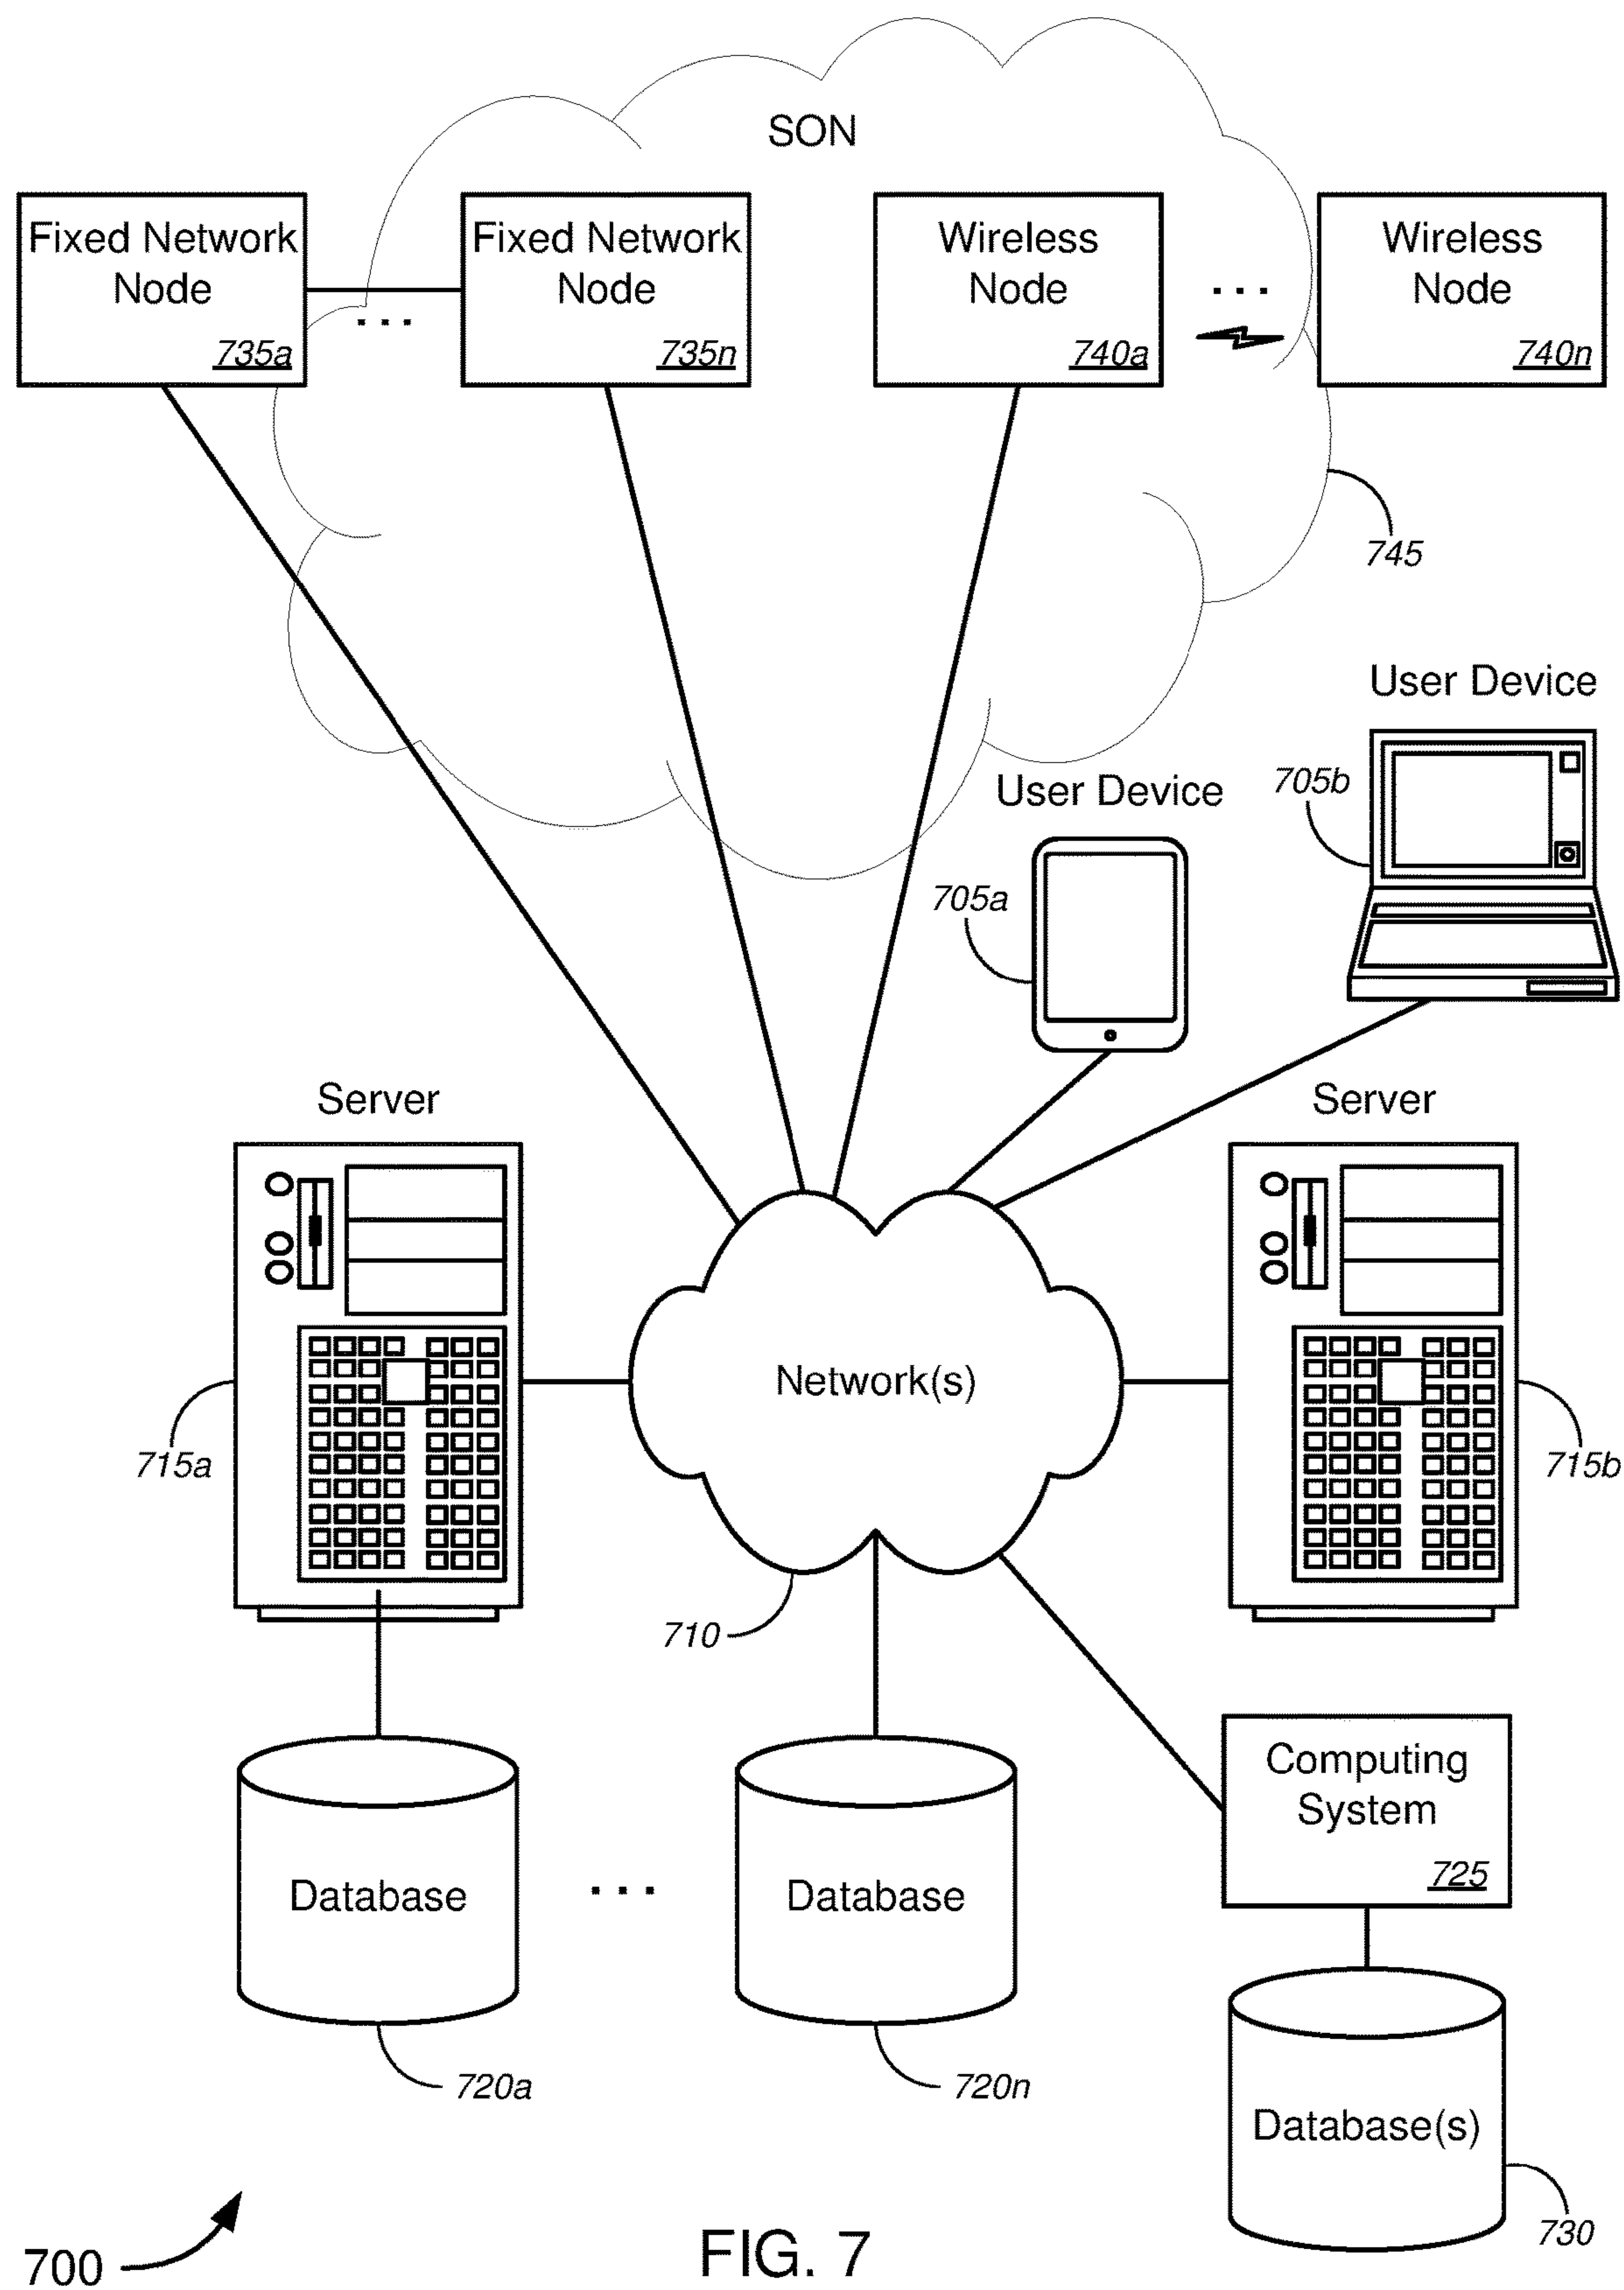 SON
Fixed Network
Node
735a
...
Fixed Network
Node
735n
Wireless
Node
740a
...
Wireless
Node
740n
745
User Device
705b
User Device
705a
Server
715a
Server
715b
Network(s)
710
Computing
System
725
Database
720a
...
Database
720n
Database(s)
730
700
FIG. 7